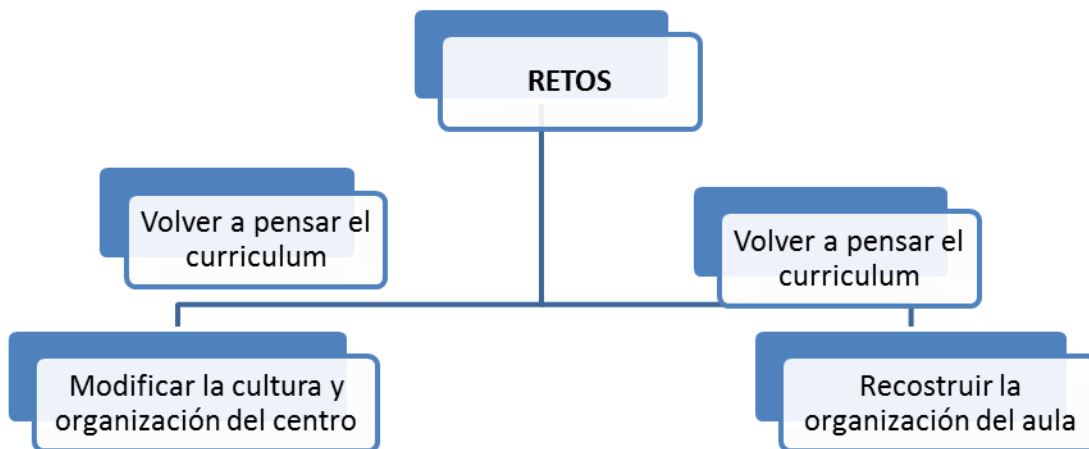 RETOS
Volver a pensar el
curriculum
Volver a pensar el
curriculum
Modificar la cultura y
organización del centro
Recostruir la
organización del aula